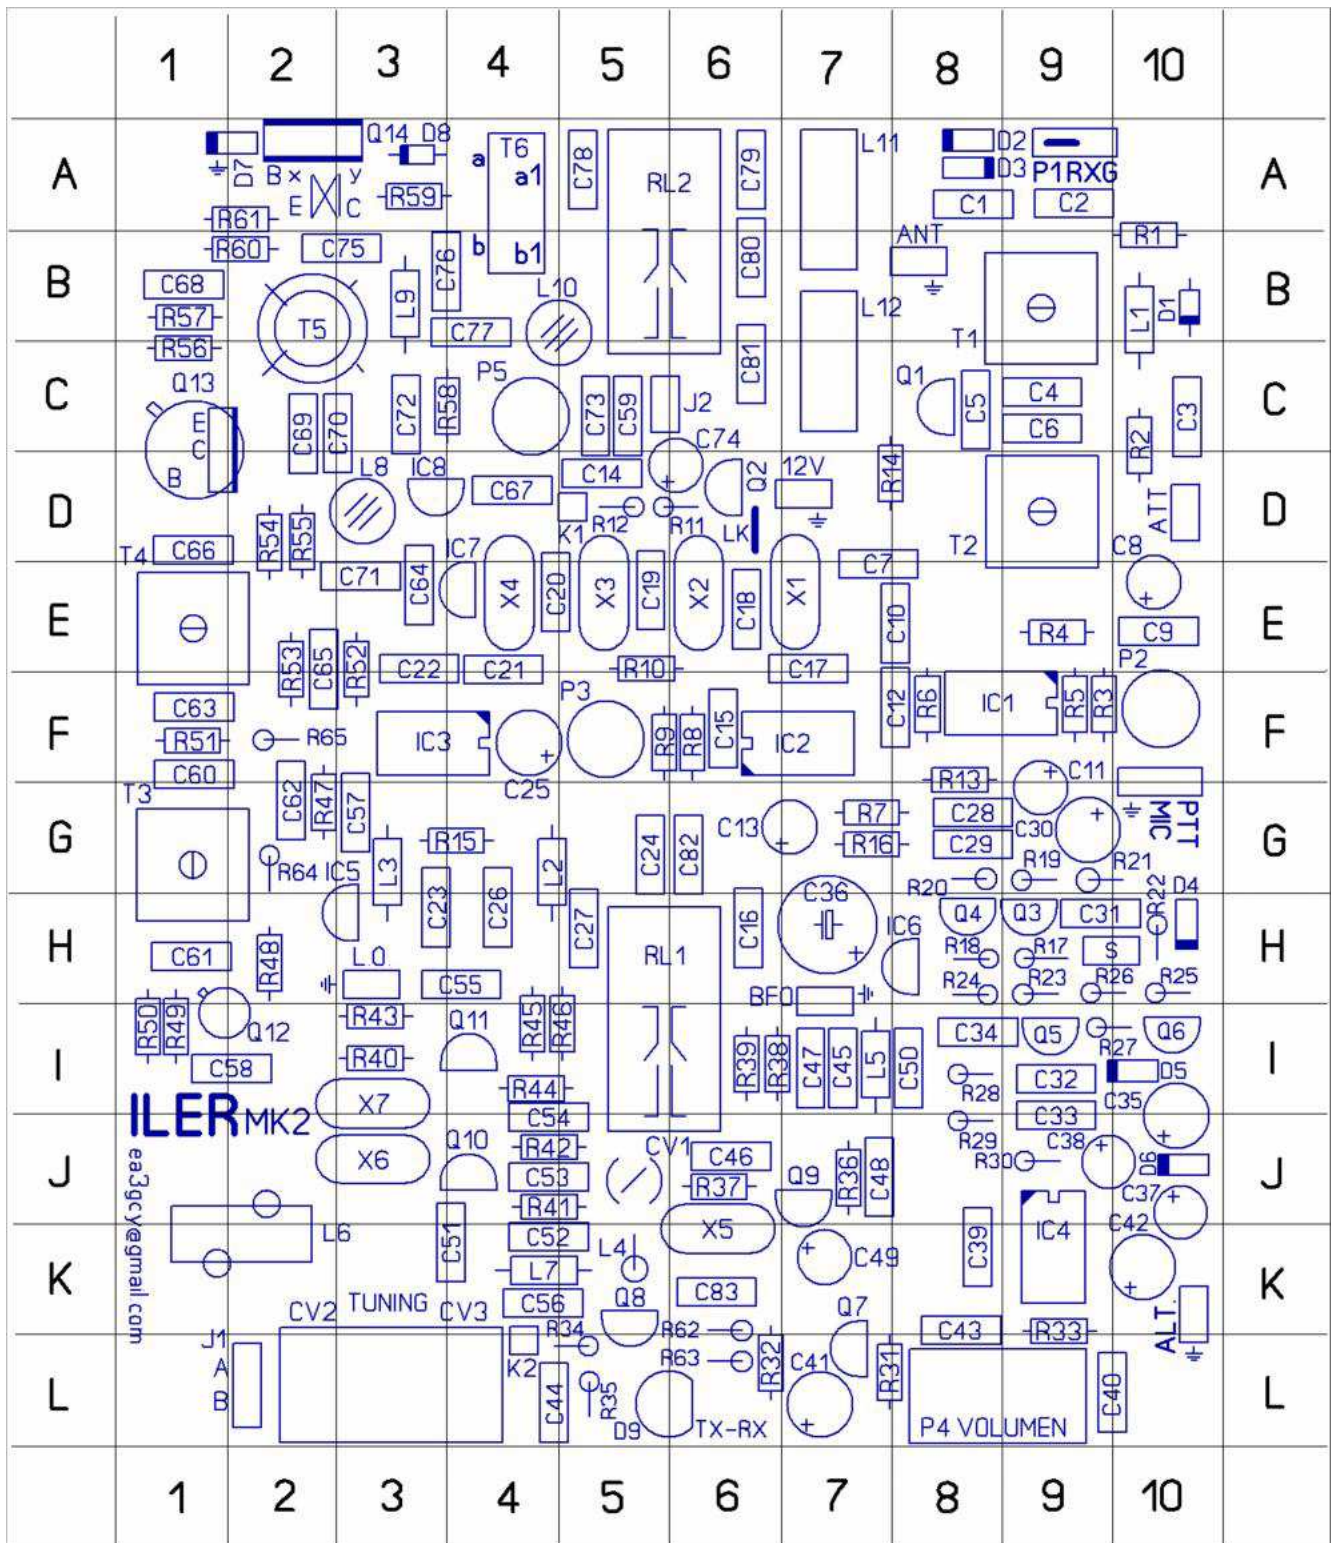 1 2 3 4 5 6 7 8 9 10
A Q14 D8 a T6 a1 C78 RL2 C79 L11 D2 D3 P1RXG A
D7 B x y E C R59 C1 C2
R61
R60 C75 b b1 C80 ANT R1
B C68 C76 L9 L10 L12 L1 D1 B
R57 T5 C77 T1
R56 C81
C Q13 P5 Q1 C4 C
E C69 C70 C72 R58 C73 C59 J2 C5 C6 C3
C C74 R2
B L8 IC8 C14 Q2 12V R14
D C67 K1 R12 R11 LK T2 ATT D
R54 R55
T4 C66 IC7 C7 C8
C71 C64 X4 C20 X3 C19 X2 C18 X1
E C10 R4 C9 E
R53 C65 R52 C22 C21 R10 C17 P2
C63 P3 C12 R6 IC1 R5 R3
F R51 R65 IC3 R9 R8 C15 IC2 F
C60 C25 R13 C11
T3 C62 R47 C57 PTT
MIC
G R15 C24 C82 C13 R7 C28 C30 G
R64 IC5 L3 L2 R16 C29 R19 R21
C23 C26 C36 R20 R22 D4
H C27 C16 IC6 Q4 Q3 C31 H
C61 R48 L.O. RL1 R18 R17 S
C55 BFO R24 R23 R26 R25
R50 R49 Q12 R43 Q11 R45 R46 C34 Q5 Q6
I C58 R40 R39 R38 C47 C45 L5 C50 R27 I
R44 R28 C32 D5
ILER MK2 X7 C54 C33 C35
J ea3gcy@gmail.com X6 Q10 R42 CV1 C46 R36 C48 R29 C38 J
C53 R37 Q9 R30 D6
R41 C37
L6 C51 C52 X5 C39 IC4 C42
K L7 L4 C49 K
CV2 TUNING CV3 C56 Q8 C83 Q7 C43 R33 ALT.
J1 K2 R34 R62
A R63 R32 C41 R31
L B C44 R35 D9 TX-RX P4 VOLUMEN C40 L
1 2 3 4 5 6 7 8 9 10